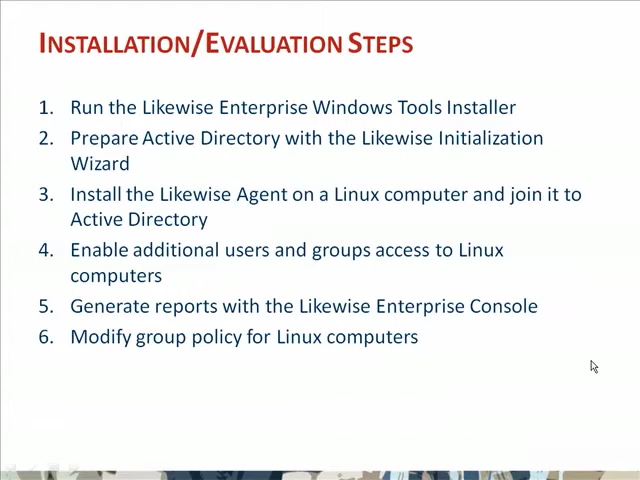 INSTALLATION/EVALUATION STEPS
1. Run the Likewise Enterprise Windows Tools Installer
2. Prepare Active Directory with the Likewise Initialization
Wizard
3. Install the Likewise Agent on a Linux computer and join it to
Active Directory
4. Enable additional users and groups access to Linux
computers
5. Generate reports with the Likewise Enterprise Console
6. Modify group policy for Linux computers